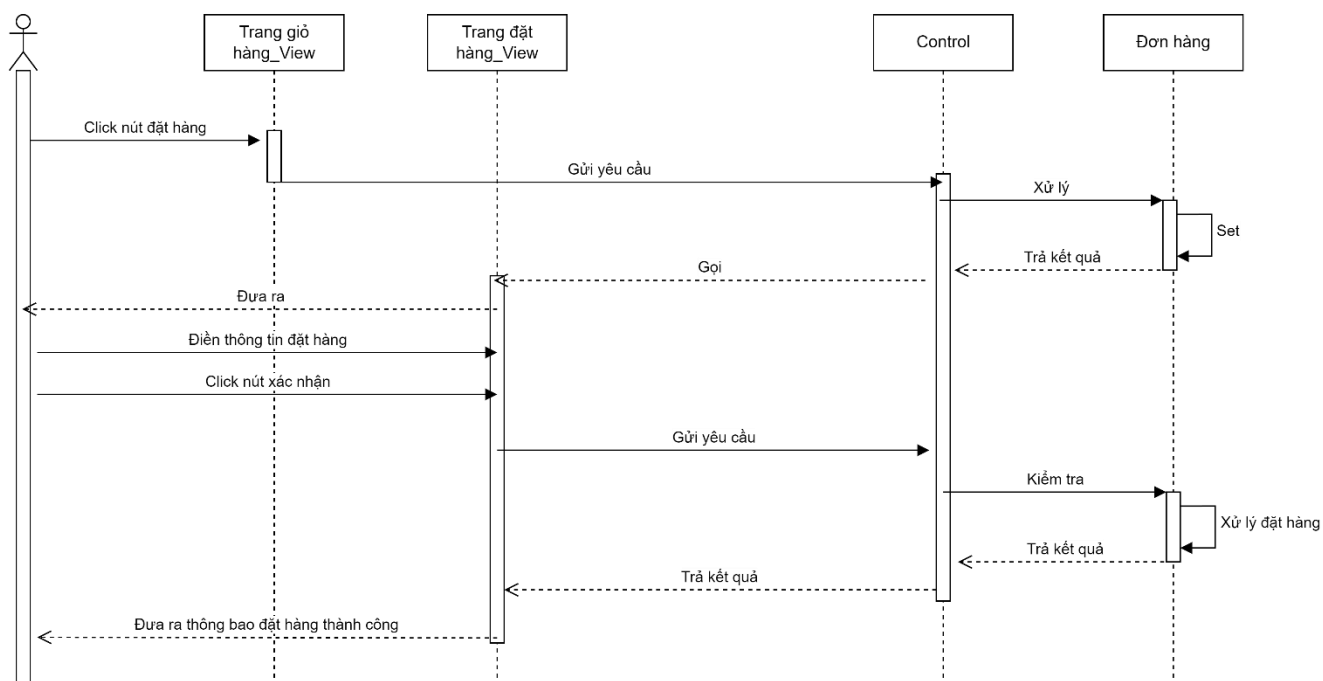 Trang giỏ
hàng_View
Trang đặt
hàng_View
Control
Đơn hàng
Click nút đặt hàng
Gửi yêu cầu
Xử lý
Set
Trả kết quả
Gọi
Đưa ra
Điền thông tin đặt hàng
Click nút xác nhận
Gửi yêu cầu
Kiểm tra
Xử lý đặt hàng
Trả kết quả
Trả kết quả
Đưa ra thông bao đặt hàng thành công